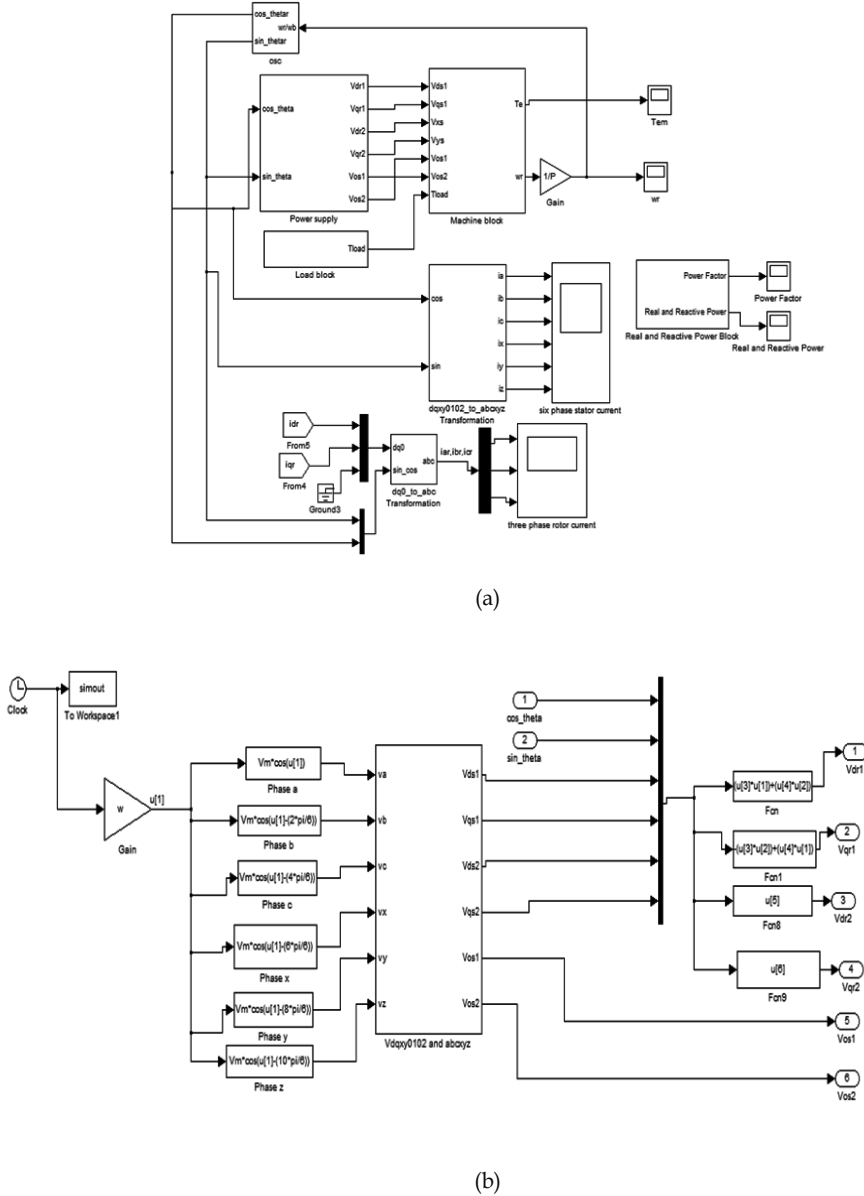 cos_thetar
wr/wb
sin_thetar
osc
cos_theta
sin_theta
Vdr1
Vqr1
Vdr2
Vqr2
Vos1
Vos2
Power supply
Vds1
Vqs1
Vxs
Vys
Vos1
Vos2
Tload
Te
wr
Machine block
1/P
Gain
Tem
wr
Tload
Load block
cos
sin
ia
ib
ic
ix
iy
iz
dqxy0102_to_abcxyz
Transformation
six phase stator current
Power Factor
Real and Reactive Power
Real and Reactive Power Block
Power Factor
Real and Reactive Power
idr
From5
iqr
From4
Ground3
dq0
sin_cos
abc
dq0_to_abc
Transformation
iar,ibr,icr
three phase rotor current
(a)
Clock
simout
To Workspace1
w
Gain
u[1]
Vm*cos(u[1])
Phase a
Vm*cos(u[1]-(2*pi/6))
Phase b
Vm*cos(u[1]-(4*pi/6))
Phase c
Vm*cos(u[1]-(6*pi/6))
Phase x
Vm*cos(u[1]-(8*pi/6))
Phase y
Vm*cos(u[1]-(10*pi/6))
Phase z
va
vb
vc
vx
vy
vz
Vds1
Vqs1
Vds2
Vqs2
Vos1
Vos2
Vdqxy0102 and abcxyz
1
cos_theta
2
sin_theta
(u[3]*u[1])+(u[4]*u[2])
Fcn
-(u[3]*u[2])+(u[4]*u[1])
Fcn1
u[5]
Fcn8
u[6]
Fcn9
1
Vdr1
2
Vqr1
3
Vdr2
4
Vqr2
5
Vos1
6
Vos2
(b)